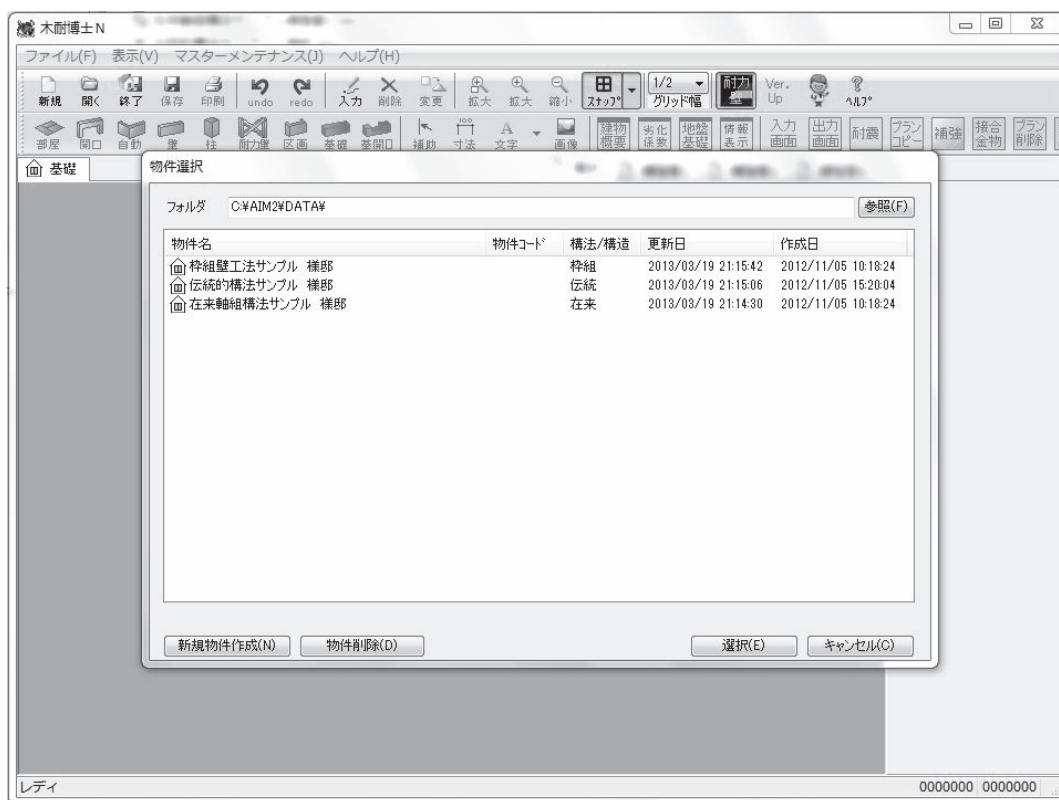 木耐博士N
ファイル(F) 表示(V) マスターメンテナンス(J) ヘルプ(H)
新規 開く 終了 保存 印刷 undo redo 入力 削除 変更 拡大 拡大 縮小 スナップ 1/2 グリッド幅 耐力壁 Ver.Up ヘルプ
部屋 開口 自動 壁 柱 耐力壁 区画 基礎 基開口 補助 寸法 文字 画像 建物概要 劣化係数 地盤基礎 情報表示 入力画面 出力画面 耐震 プランコピー 補強 接合金物 プラン削除
基礎
物件選択
フォルダ C:¥AIM2¥DATA¥ 参照(F)
物件名 物件コード 構法/構造 更新日 作成日
枠組壁工法サンプル 様邸 枠組 2013/03/19 21:15:42 2012/11/05 10:18:24
伝統的構法サンプル 様邸 伝統 2013/03/19 21:15:06 2012/11/05 15:20:04
在来軸組構法サンプル 様邸 在来 2013/03/19 21:14:30 2012/11/05 10:18:24
新規物件作成(N) 物件削除(D) 選択(E) キャンセル(C)
レディ 0000000 0000000